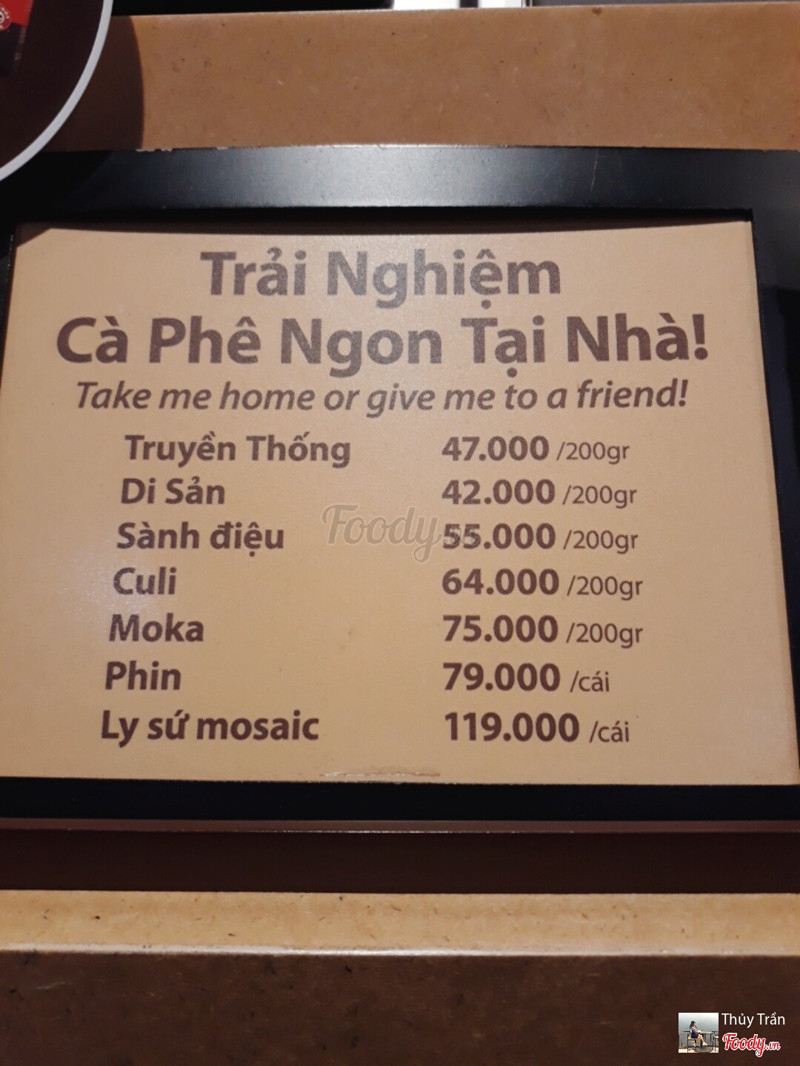 Trải Nghiệm
Cà Phê Ngon Tại Nhà!
Take me home or give me to a friend!
Truyền Thống 47.000 /200gr
Di Sản 42.000 /200gr
Sành điệu 55.000 /200gr
Culi 64.000 /200gr
Moka 75.000 /200gr
Phin 79.000 /cái
Ly sứ mosaic 119.000 /cái
Foody.vn
Thủy Trần
Foody.vn